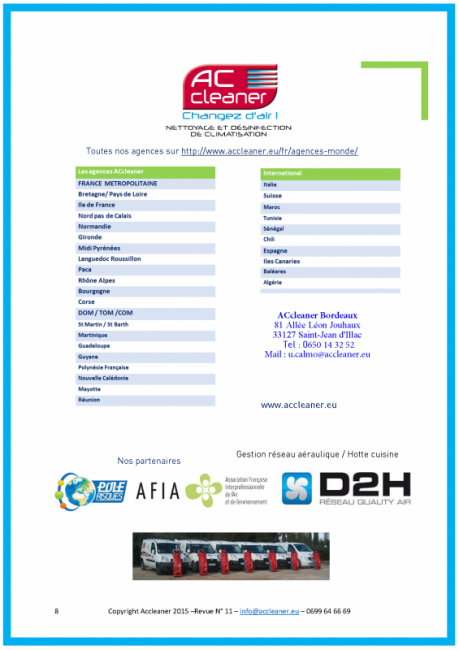 AC
cleaner
Changez d'air !
NETTOYAGE ET DÉSINFECTION
DE CLIMATISATION
Toutes nos agences sur http://www.accleaner.eu/fr/agences-monde/
Les agences ACcleaner
FRANCE METROPOLITAINE
Bretagne/ Pays de Loire
Ile de France
Nord pas de Calais
Normandie
Gironde
Midi Pyrénées
Languedoc Roussillon
Paca
Rhône Alpes
Bourgogne
Corse
DOM / TOM /COM
St Martin / St Barth
Martinique
Guadeloupe
Guyane
Polynésie Française
Nouvelle Calédonie
Mayotte
Réunion
International
Italie
Suisse
Maroc
Tunisie
Sénégal
Chili
Espagne
Iles Canaries
Baléares
Algérie
ACcleaner Bordeaux
81 Allée Léon Jouhaux
33127 Saint-Jean d'Illac
Tel : 0650 14 32 52
Mail : u.calmo@accleaner.eu
www.accleaner.eu
Nos partenaires
Gestion réseau aéraulique / Hotte cuisine
PÔLE
RISQUES
AFIA
Association Française
Interprofessionnelle
de l'Air
et de l'environnement
D2H
RÉSEAU QUALITY AIR
8
Copyright Accleaner 2015 –Revue N° 11 – info@accleaner.eu – 0699 64 66 69